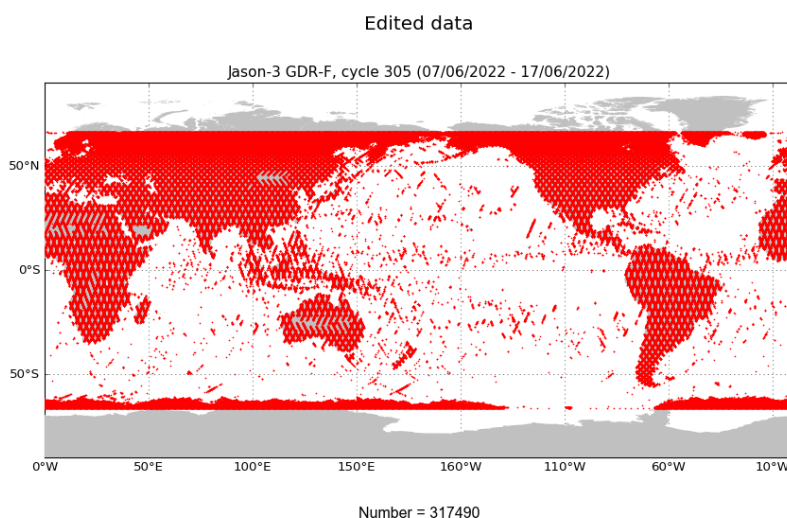 Edited data
Jason-3 GDR-F, cycle 305 (07/06/2022 - 17/06/2022)
50°N
0°S
50°S
0°W 50°E 100°E 150°E 160°W 110°W 60°W 10°W
Number = 317490